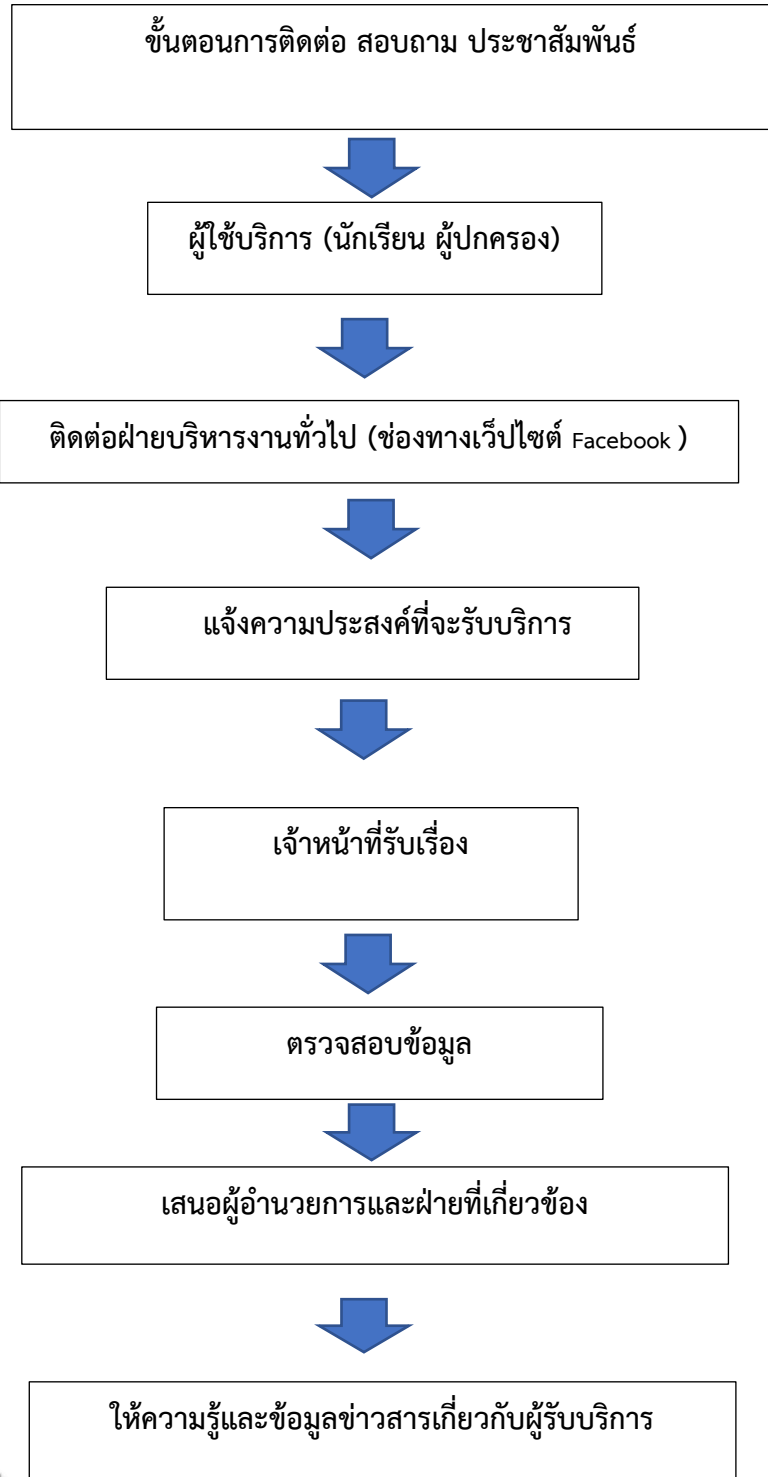 ขั้นตอนการติดต่อ สอบถาม ประชาสัมพันธ์
ผู้ใช้บริการ (นักเรียน ผู้ปกครอง)
ติดต่อฝ่ายบริหารงานทั่วไป (ช่องทางเว็ปไซต์ Facebook )
แจ้งความประสงค์ที่จะรับบริการ
เจ้าหน้าที่รับเรื่อง
ตรวจสอบข้อมูล
เสนอผู้อำนวยการและฝ่ายที่เกี่ยวข้อง
ให้ความรู้และข้อมูลข่าวสารเกี่ยวกับผู้รับบริการ